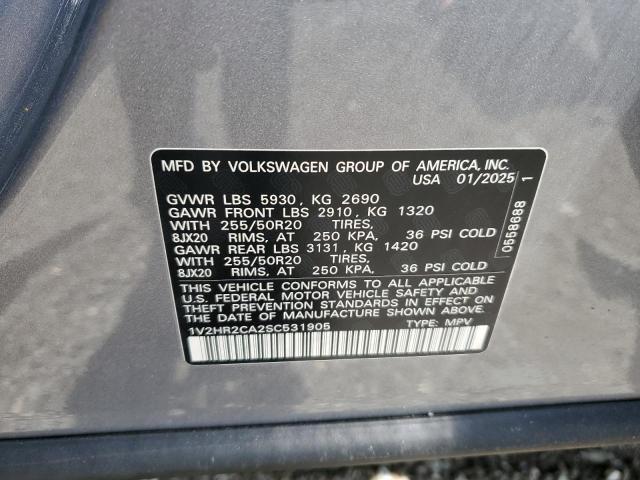 MFD BY VOLKSWAGEN GROUP OF AMERICA, INC.
USA 01/2025
GVWR LBS 5930, KG 2690
GAWR FRONT LBS 2910, KG 1320
WITH 255/50R20 TIRES,
8JX20 RIMS, AT 250 KPA, 36 PSI COLD
GAWR REAR LBS 3131, KG 1420
WITH 255/50R20 TIRES,
8JX20 RIMS, AT 250 KPA, 36 PSI COLD
THIS VEHICLE CONFORMS TO ALL APPLICABLE
U.S. FEDERAL MOTOR VEHICLE SAFETY AND
THEFT PREVENTION STANDARDS IN EFFECT ON
THE DATE OF MANUFACTURE SHOWN ABOVE.
1V2HR2CA2SC531905 TYPE: MPV
0558688 1